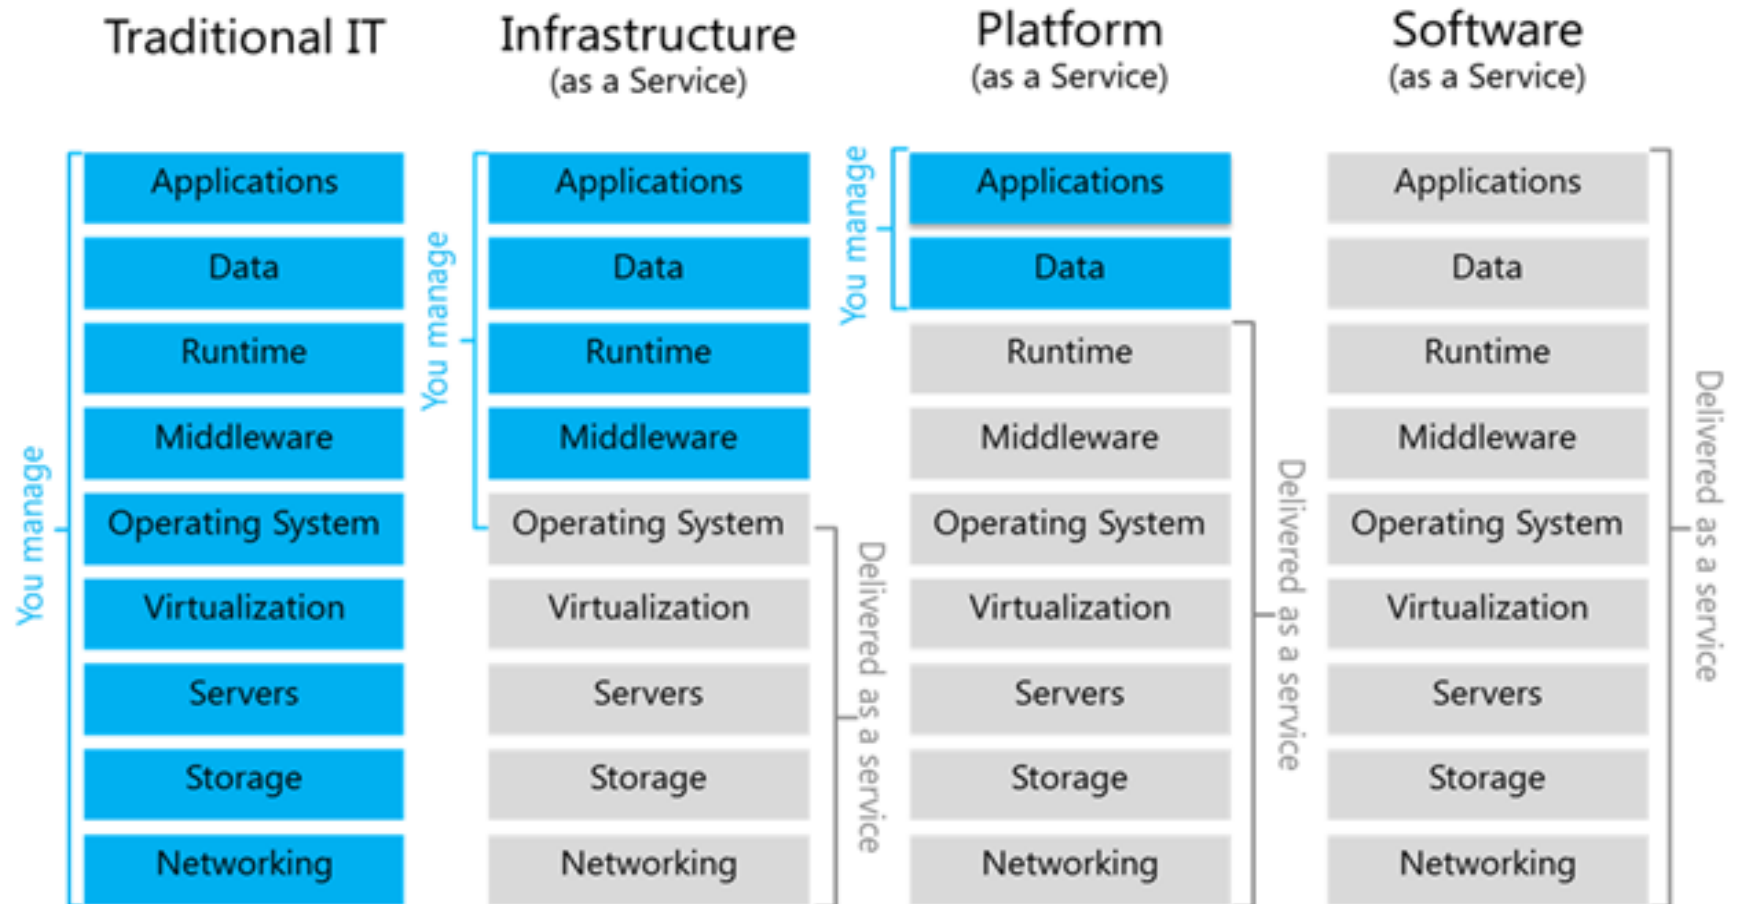 Traditional IT
Infrastructure
(as a Service)
Platform
(as a Service)
Software
(as a Service)
You manage
Applications
Data
Runtime
Middleware
Operating System
Virtualization
Servers
Storage
Networking
You manage
Applications
Data
Runtime
Middleware
Operating System
Virtualization
Servers
Storage
Networking
Delivered as a service
You manage
Applications
Data
Runtime
Middleware
Operating System
Virtualization
Servers
Storage
Networking
Delivered as a service
Applications
Data
Runtime
Middleware
Operating System
Virtualization
Servers
Storage
Networking
Delivered as a service